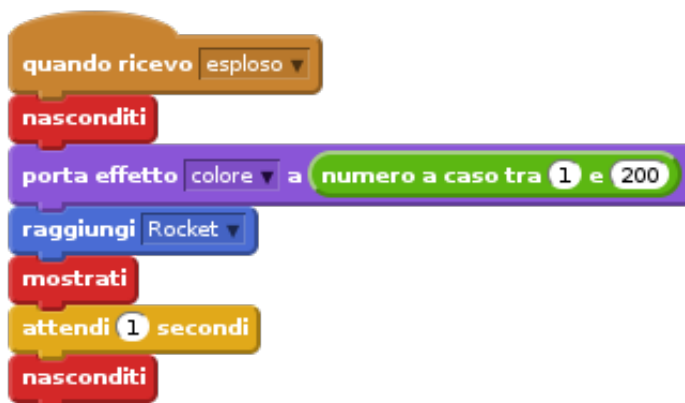 quando ricevo esploso
nasconditi
porta effetto colore a numero a caso tra 1 e 200
raggiungi Rocket
mostrati
attendi 1 secondi
nasconditi